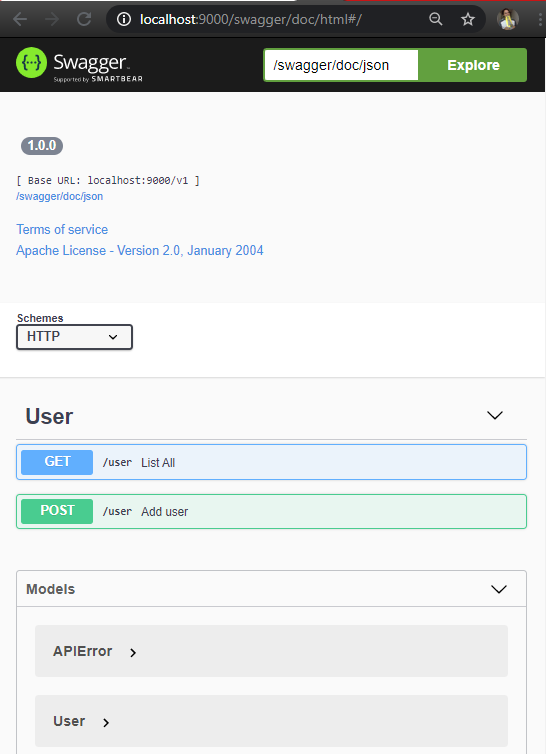 localhost:9000/swagger/doc/html#/
Swagger
Supported by SMARTBEAR
/swagger/doc/json
Explore
1.0.0
[ Base URL: localhost:9000/v1 ]
/swagger/doc/json
Terms of service
Apache License - Version 2.0, January 2004
Schemes
HTTP
User
GET /user List All
POST /user Add user
Models
APIError
User